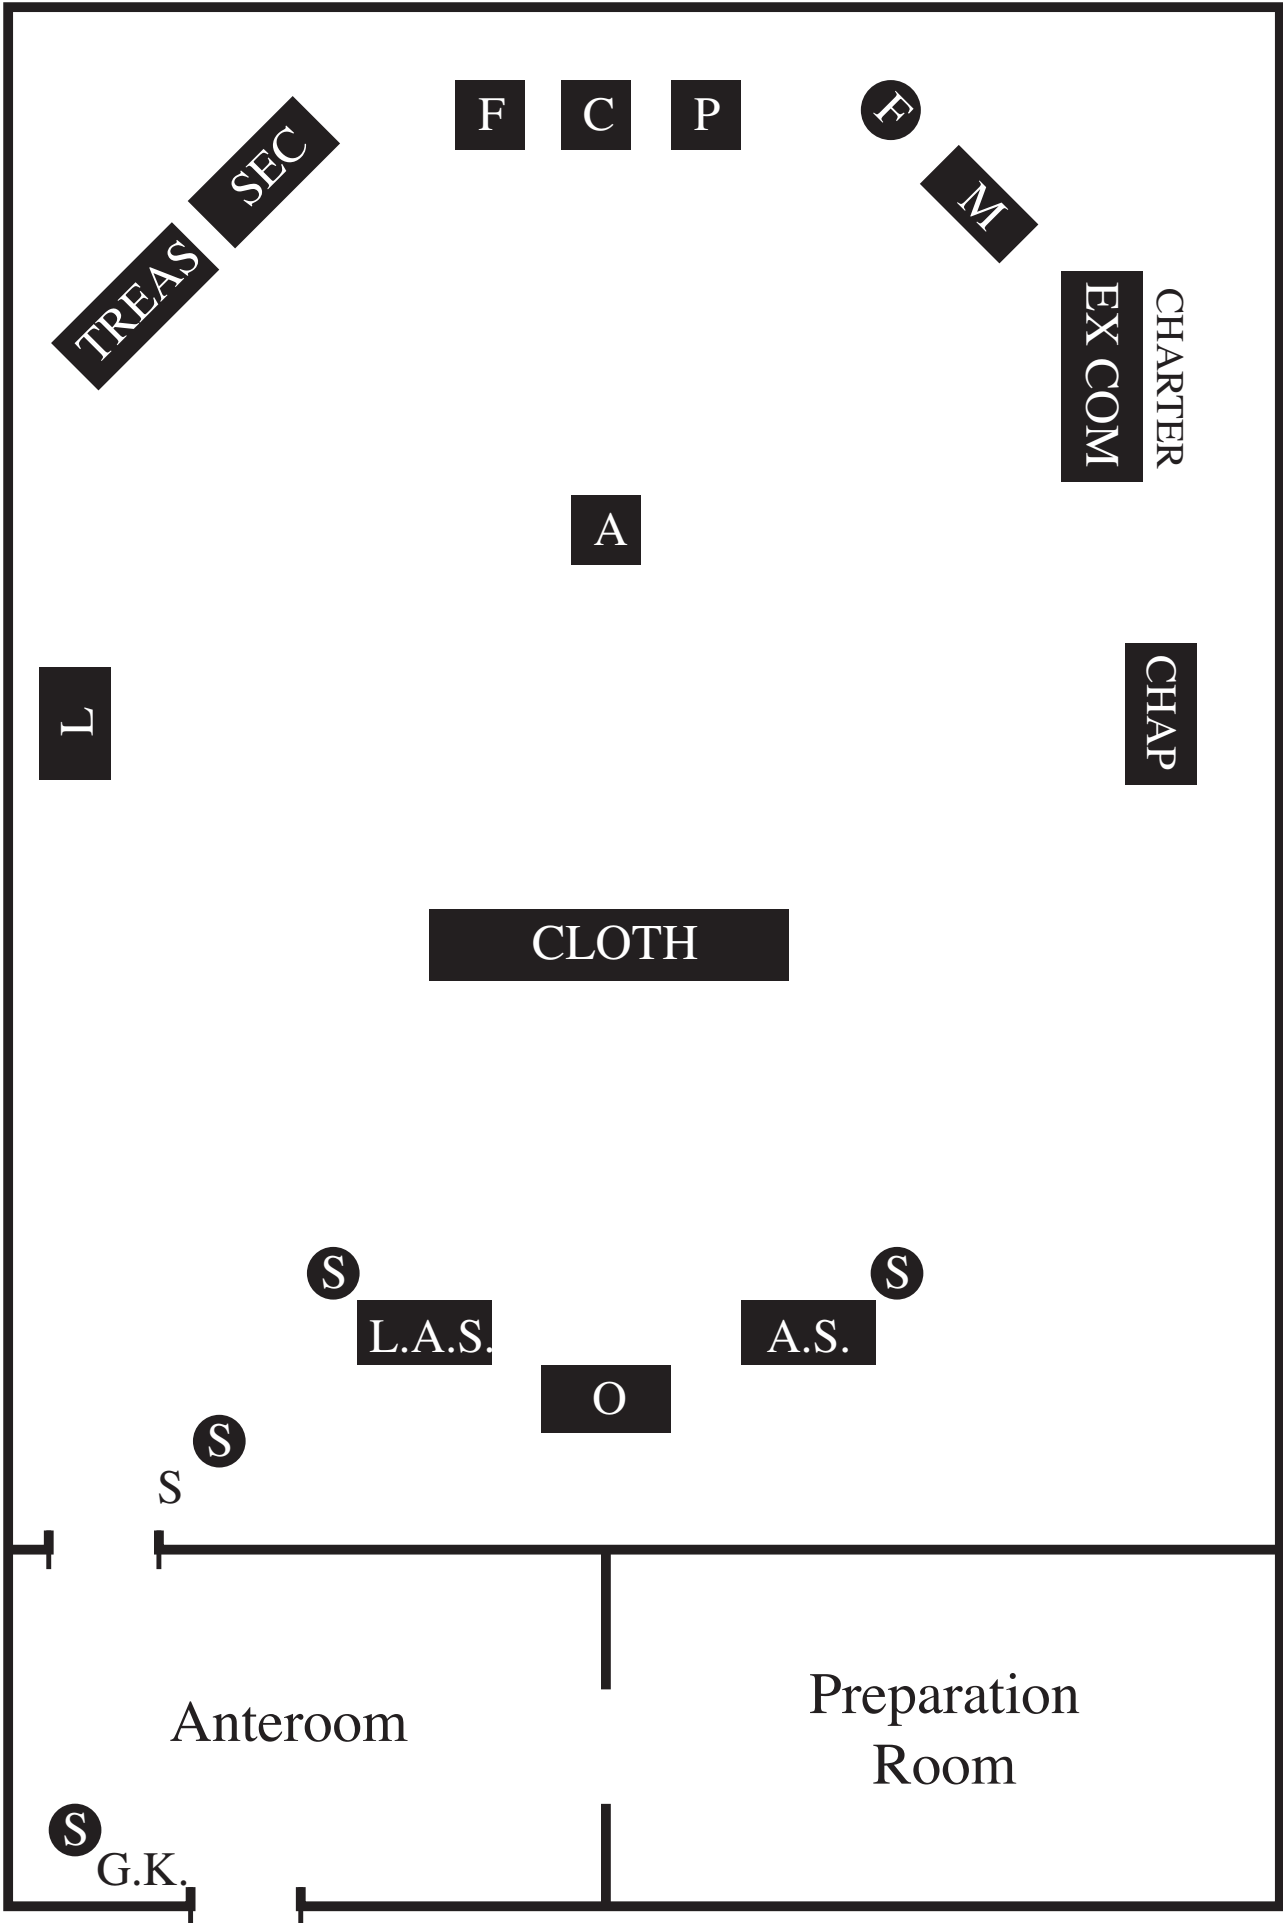 F
C
P
F
SEC
M
TREAS
EX COM
CHARTER
A
L
CHAP
CLOTH
S
S
L.A.S.
A.S.
O
S
S
Anteroom
Preparation
Room
S
G.K.